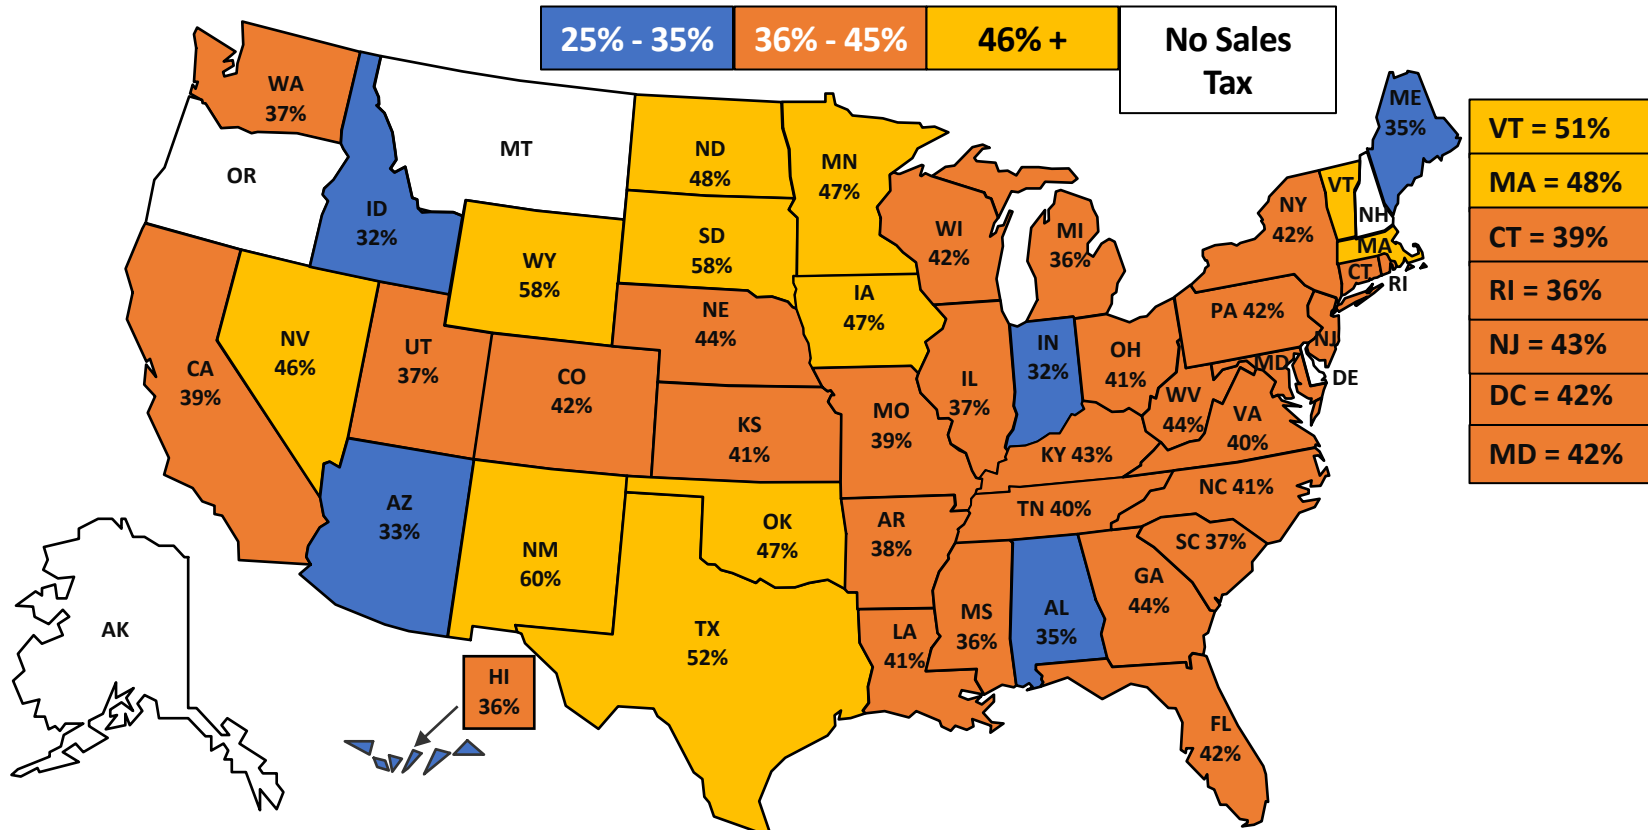 25% - 35%
36% - 45%
46% +
No Sales
Tax
WA
37%
OR
MT
ID
32%
ND
48%
MN
47%
SD
58%
WY
58%
WI
42%
MI
36%
NY
42%
VT
NH
ME
35%
MA
CT
RI
VT = 51%
MA = 48%
CT = 39%
RI = 36%
NJ = 43%
DC = 42%
MD = 42%
CA
39%
NV
46%
UT
37%
CO
42%
NE
44%
IA
47%
KS
41%
MO
39%
IL
37%
IN
32%
OH
41%
PA 42%
NJ
MD
DE
WV
44%
VA
40%
KY 43%
AZ
33%
NM
60%
OK
47%
AR
38%
TN 40%
NC 41%
SC 37%
TX
52%
LA
41%
MS
36%
AL
35%
GA
44%
FL
42%
AK
HI
36%